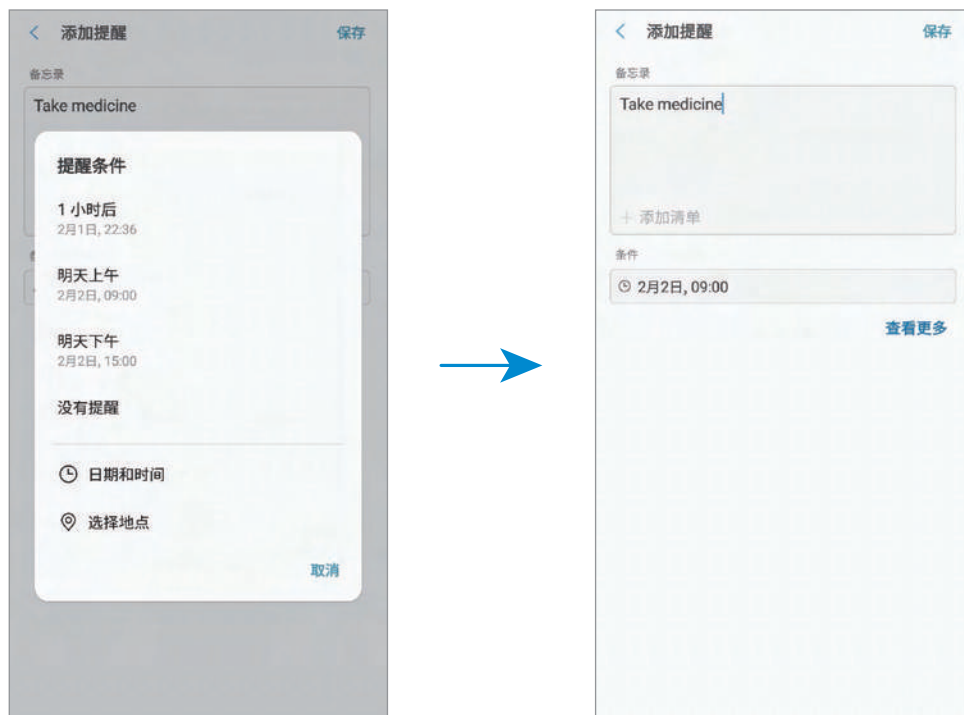 添加提醒
保存
备忘录
Take medicine
提醒条件
1 小时后
2月1日, 22:36
明天上午
2月2日, 09:00
明天下午
2月2日, 15:00
没有提醒
日期和时间
选择地点
取消
添加提醒
保存
备忘录
Take medicine
+ 添加清单
条件
2月2日, 09:00
查看更多